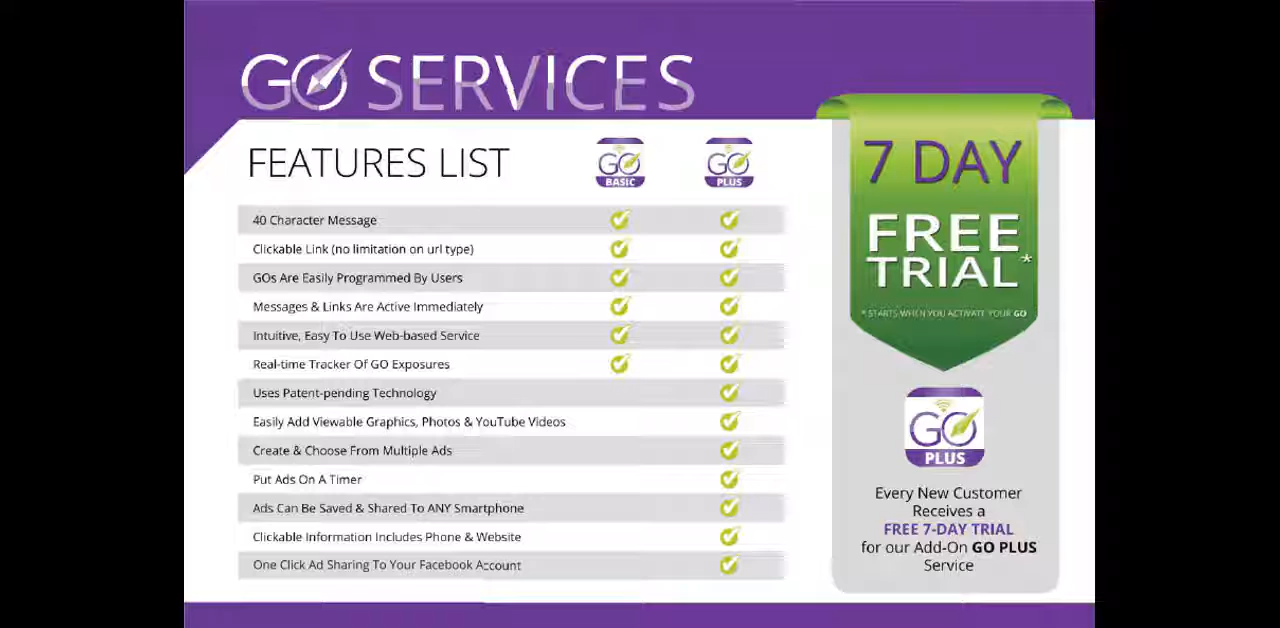 GO SERVICES
FEATURES LIST
GO BASIC
GO PLUS
40 Character Message
Clickable Link (no limitation on url type)
GOs Are Easily Programmed By Users
Messages & Links Are Active Immediately
Intuitive, Easy To Use Web-based Service
Real-time Tracker Of GO Exposures
Uses Patent-pending Technology
Easily Add Viewable Graphics, Photos & YouTube Videos
Create & Choose From Multiple Ads
Put Ads On A Timer
Ads Can Be Saved & Shared To ANY Smartphone
Clickable Information Includes Phone & Website
One Click Ad Sharing To Your Facebook Account
7 DAY
FREE
TRIAL*
* STARTS WHEN YOU ACTIVATE YOUR GO
GO
PLUS
Every New Customer
Receives a
FREE 7-DAY TRIAL
for our Add-On GO PLUS
Service